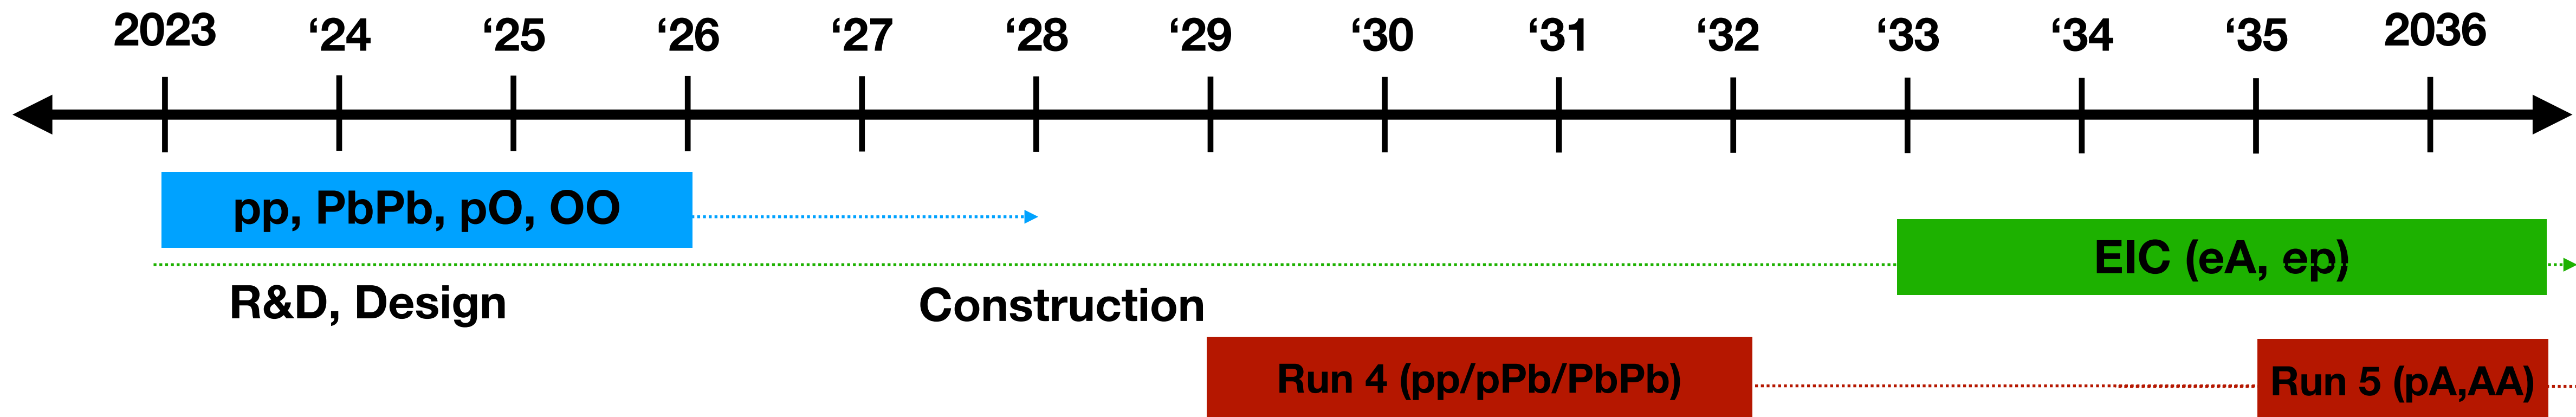 2023 ‘24 ‘25 ‘26 ‘27 ‘28 ‘29 ‘30 ‘31 ‘32 ‘33 ‘34 ‘35 2036
pp, PbPb, pO, OO
EIC (eA, ep)
R&D, Design Construction
Run 4 (pp/pPb/PbPb) Run 5 (pA,AA)